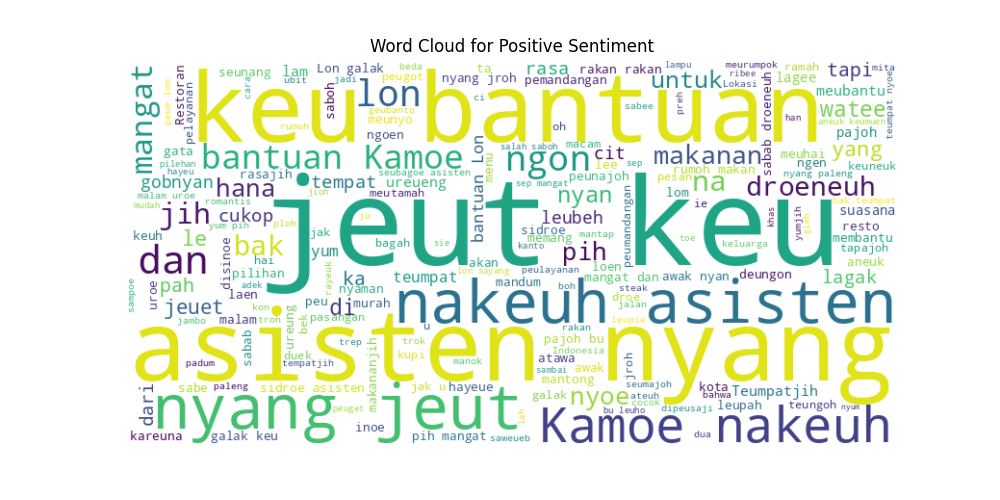 Word Cloud for Positive Sentiment
keu bantuan
jeut keu
asisten nyang
nakeuh asisten
nyang jeut
Kamoe nakeuh
bantuan Kamoe
mangat
seunang
lam
Lon galak
beda
peugot
nyang jroh
ta
rasa
rakan rakan
pemandangan
lampu
untuk
meurumpok
ribee
Lokasi
ramah
lagee
tapi
mita
Restoran
pelayanan
ubit
jadi
cara
saboh
lon
geubantu
meunyo
ci
sabee
preh
meubantu
watee
teumpat nyoe
aneuk keumuen
han
pajoh
rumoh
ngoen
oh
salah saboh
macam
gata
pilehan
hayeu
rasajih
seubagoe asisten
bantuan Lon
menu
ngon
cit
lee
makanan
sep
rumoh makan
sabab droeneuh
meuhai
yang
ngen
keuneuk
nyang paleng
gobnyan
hana
tempat
ureueng
jioh
meutamah
sep mangat
peunajoh
nyan
pesan
na
droeneuh
malam uroe
romantis
mudah
yum pih
ploh
jih
cukop
ju
leubeh
lom
ie
khas
yumjih
bak teumpat
suasana
resto
keuh
le
bak
jak
bagah
sie
sidroe
memang
mantap
kanto
pih
peumandangan
toe
keluarga
membantu
tapajoh
dan
disinoe
hai
yum
akan
lon sayang
peulayanan
loen
mangat dan
awak nyan
deungon
aneuk
lagak
pilihan
adek
rayeuk
ka
nyaman
teumpat
mandum
boh
steak
droe
jalan
sampoe
uroe
pah
laen
kon
peu
di
murah
jeuet
jambo
malam
troh
ureung
bek
pasangan
u
rakan
leupie
sabab
duek
trep
trok
kupi
makananjih
manok
pajoh bu
Indonesia
atawa
awak
sambai
jroh
padum
tempatjih
dari
sabe
paleng
sidroe asisten
jak u
hayeue
mantong
galak
nyoe
ateuh
cocok
seumajoh
kota
bahwa
Teumpatjih
peuget
lah
bu leuho
dipeusaji
leupah
teungoh
nyum
kareuna
galak keu
inoe
pih mangat
saweueb
dua